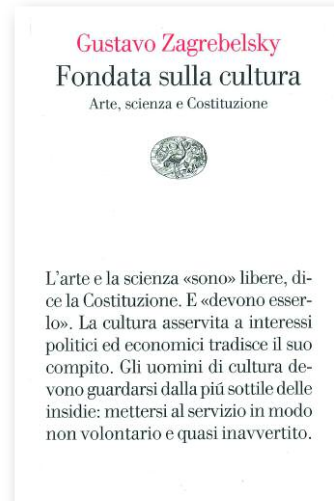 Gustavo Zagrebelsky
Fondata sulla cultura
Arte, scienza e Costituzione
L'arte e la scienza «sono» libere, di-
ce la Costituzione. E «devono esser-
lo». La cultura asservita a interessi
politici ed economici tradisce il suo
compito. Gli uomini di cultura de-
vono guardarsi dalla piú sottile delle
insidie: mettersi al servizio in modo
non volontario e quasi inavvertito.